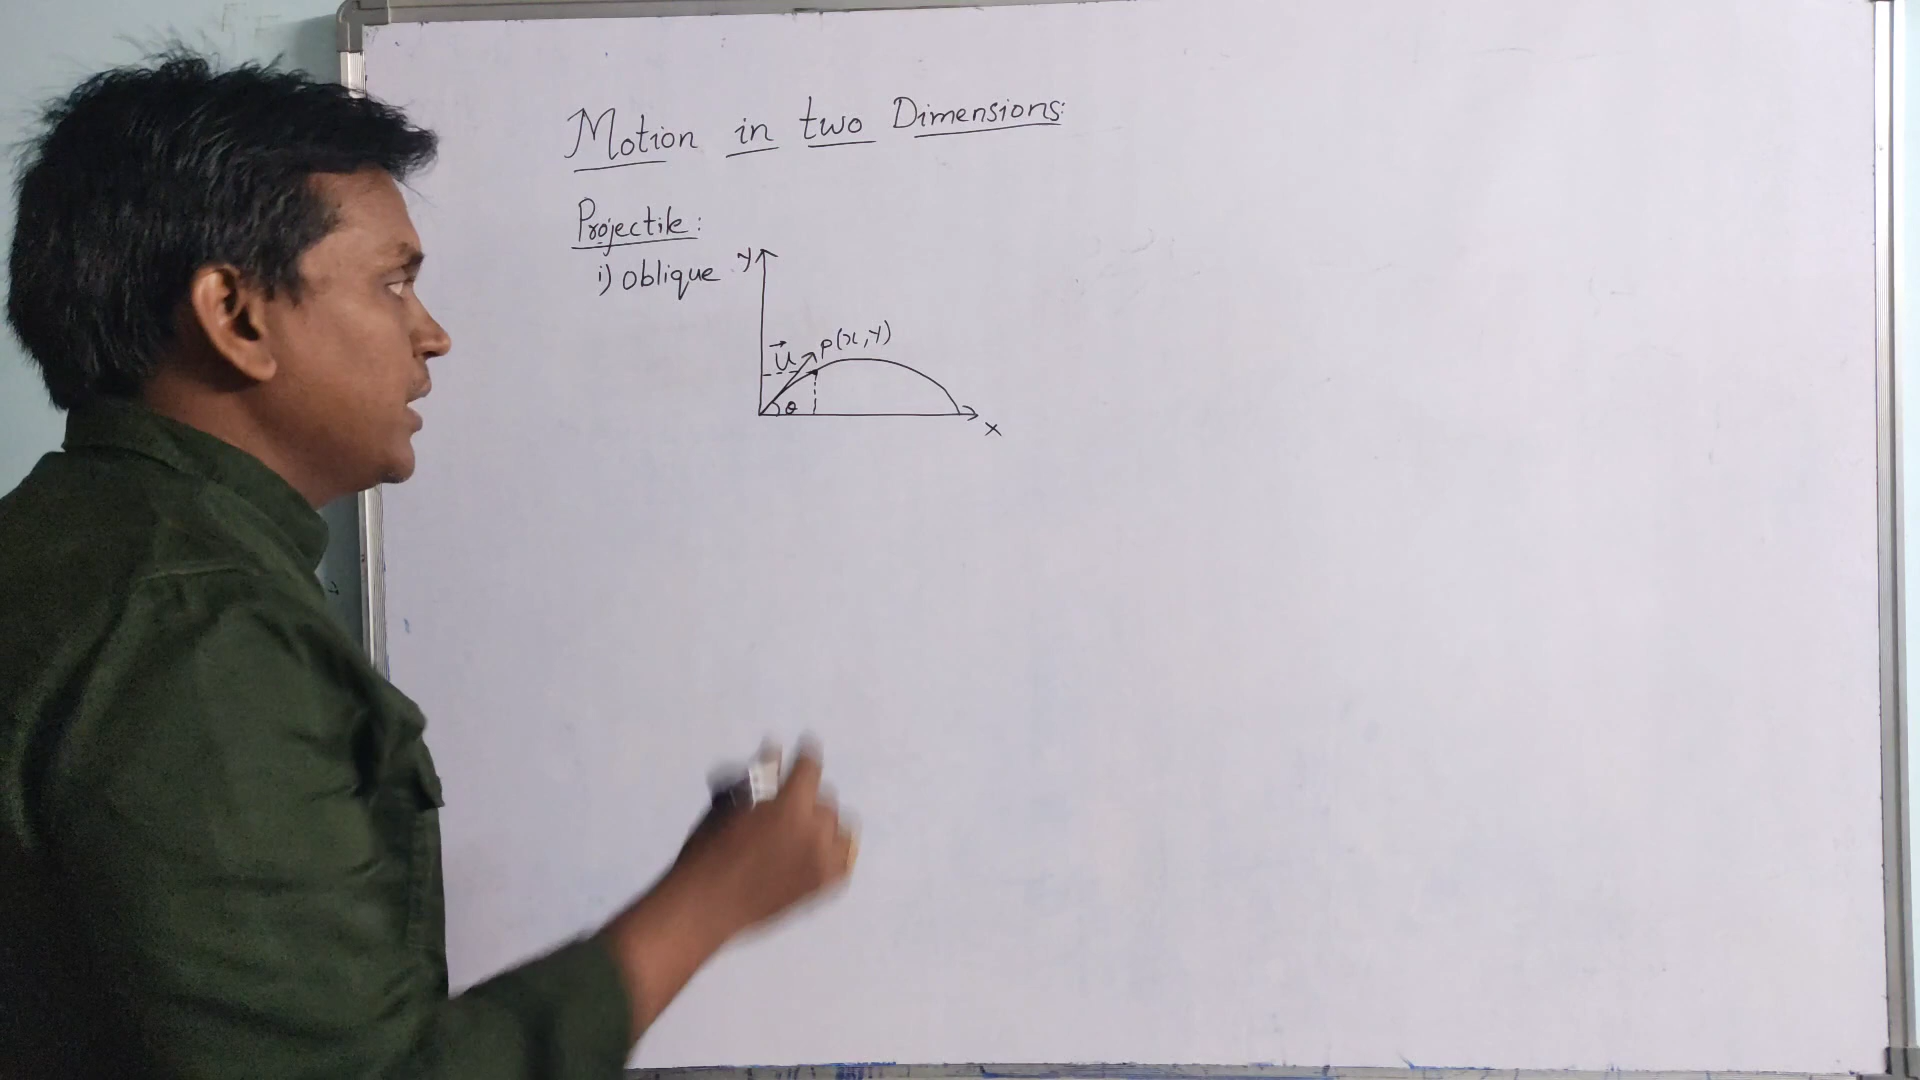 Motion in two Dimensions:
Projectile:
i) oblique
y
u⃗
P(x,y)
θ
x